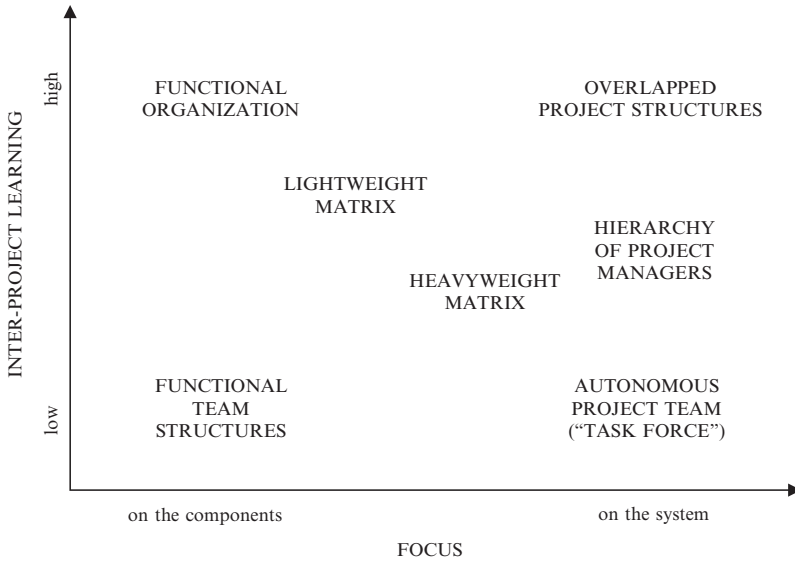 high
FUNCTIONAL
ORGANIZATION
OVERLAPPED
PROJECT STRUCTURES
INTER-PROJECT LEARNING
LIGHTWEIGHT
MATRIX
HIERARCHY
OF PROJECT
MANAGERS
HEAVYWEIGHT
MATRIX
low
FUNCTIONAL
TEAM
STRUCTURES
AUTONOMOUS
PROJECT TEAM
(“TASK FORCE”)
on the components
on the system
FOCUS